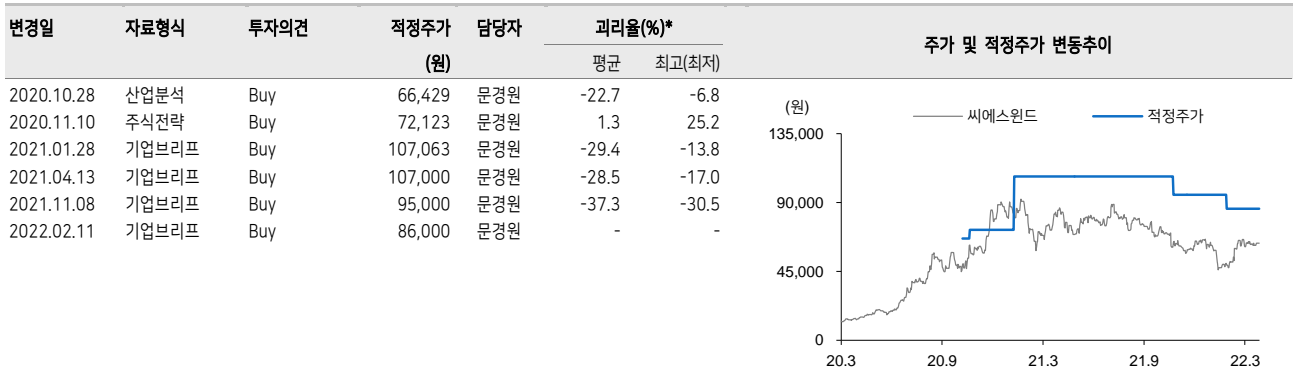 변경일 자료형식 투자의견 적정주가 담당자 괴리율(%)* 주가 및 적정주가 변동추이
(원) 평균 최고(최저)
2020.10.28 산업분석 Buy 66,429 문경원 -22.7 -6.8
2020.11.10 주식전략 Buy 72,123 문경원 1.3 25.2
2021.01.28 기업브리프 Buy 107,063 문경원 -29.4 -13.8
2021.04.13 기업브리프 Buy 107,000 문경원 -28.5 -17.0
2021.11.08 기업브리프 Buy 95,000 문경원 -37.3 -30.5
2022.02.11 기업브리프 Buy 86,000 문경원 - -
(원)
씨에스윈드 적정주가
135,000
90,000
45,000
0
20.3 20.9 21.3 21.9 22.3